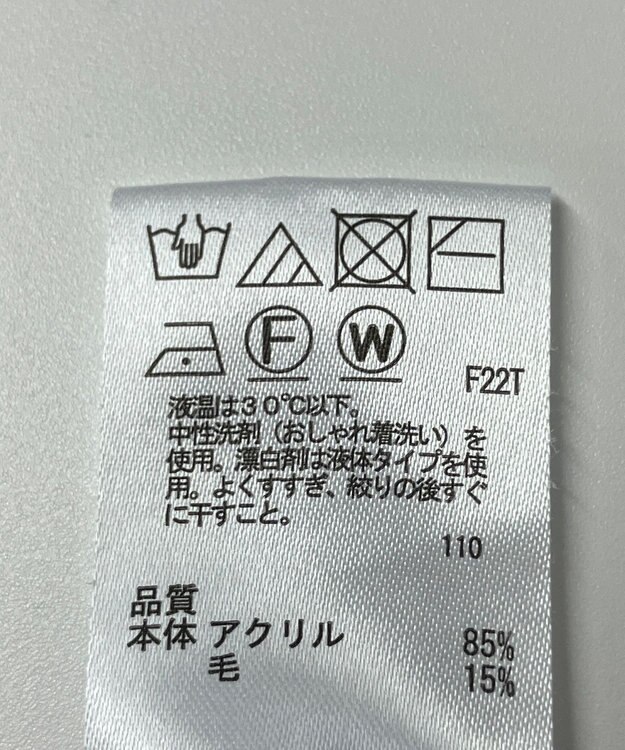 F
W
F22T
液温は30℃以下。
中性洗剤（おしゃれ着洗い）を
使用。漂白剤は液体タイプを使
用。よくすすぎ、絞りの後すぐ
に干すこと。
110
品質
本体 アクリル 85%
毛 15%